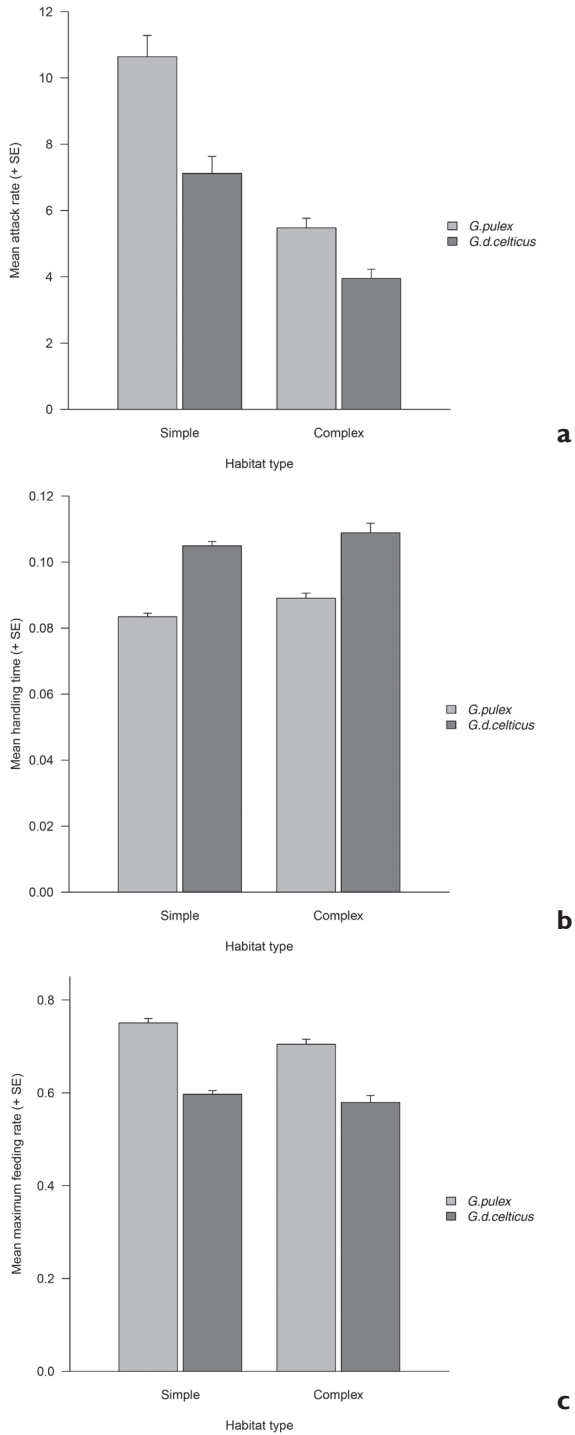 Mean attack rate (+ SE)
12
10
8
6
4
2
0
Simple
Complex
Habitat type
G.pulex
G.d.celticus
a
Mean handling time (+ SE)
0.12
0.10
0.08
0.06
0.04
0.02
0.00
Simple
Complex
Habitat type
G.pulex
G.d.celticus
b
Mean maximum feeding rate (+ SE)
0.8
0.6
0.4
0.2
0.0
Simple
Complex
Habitat type
G.pulex
G.d.celticus
c